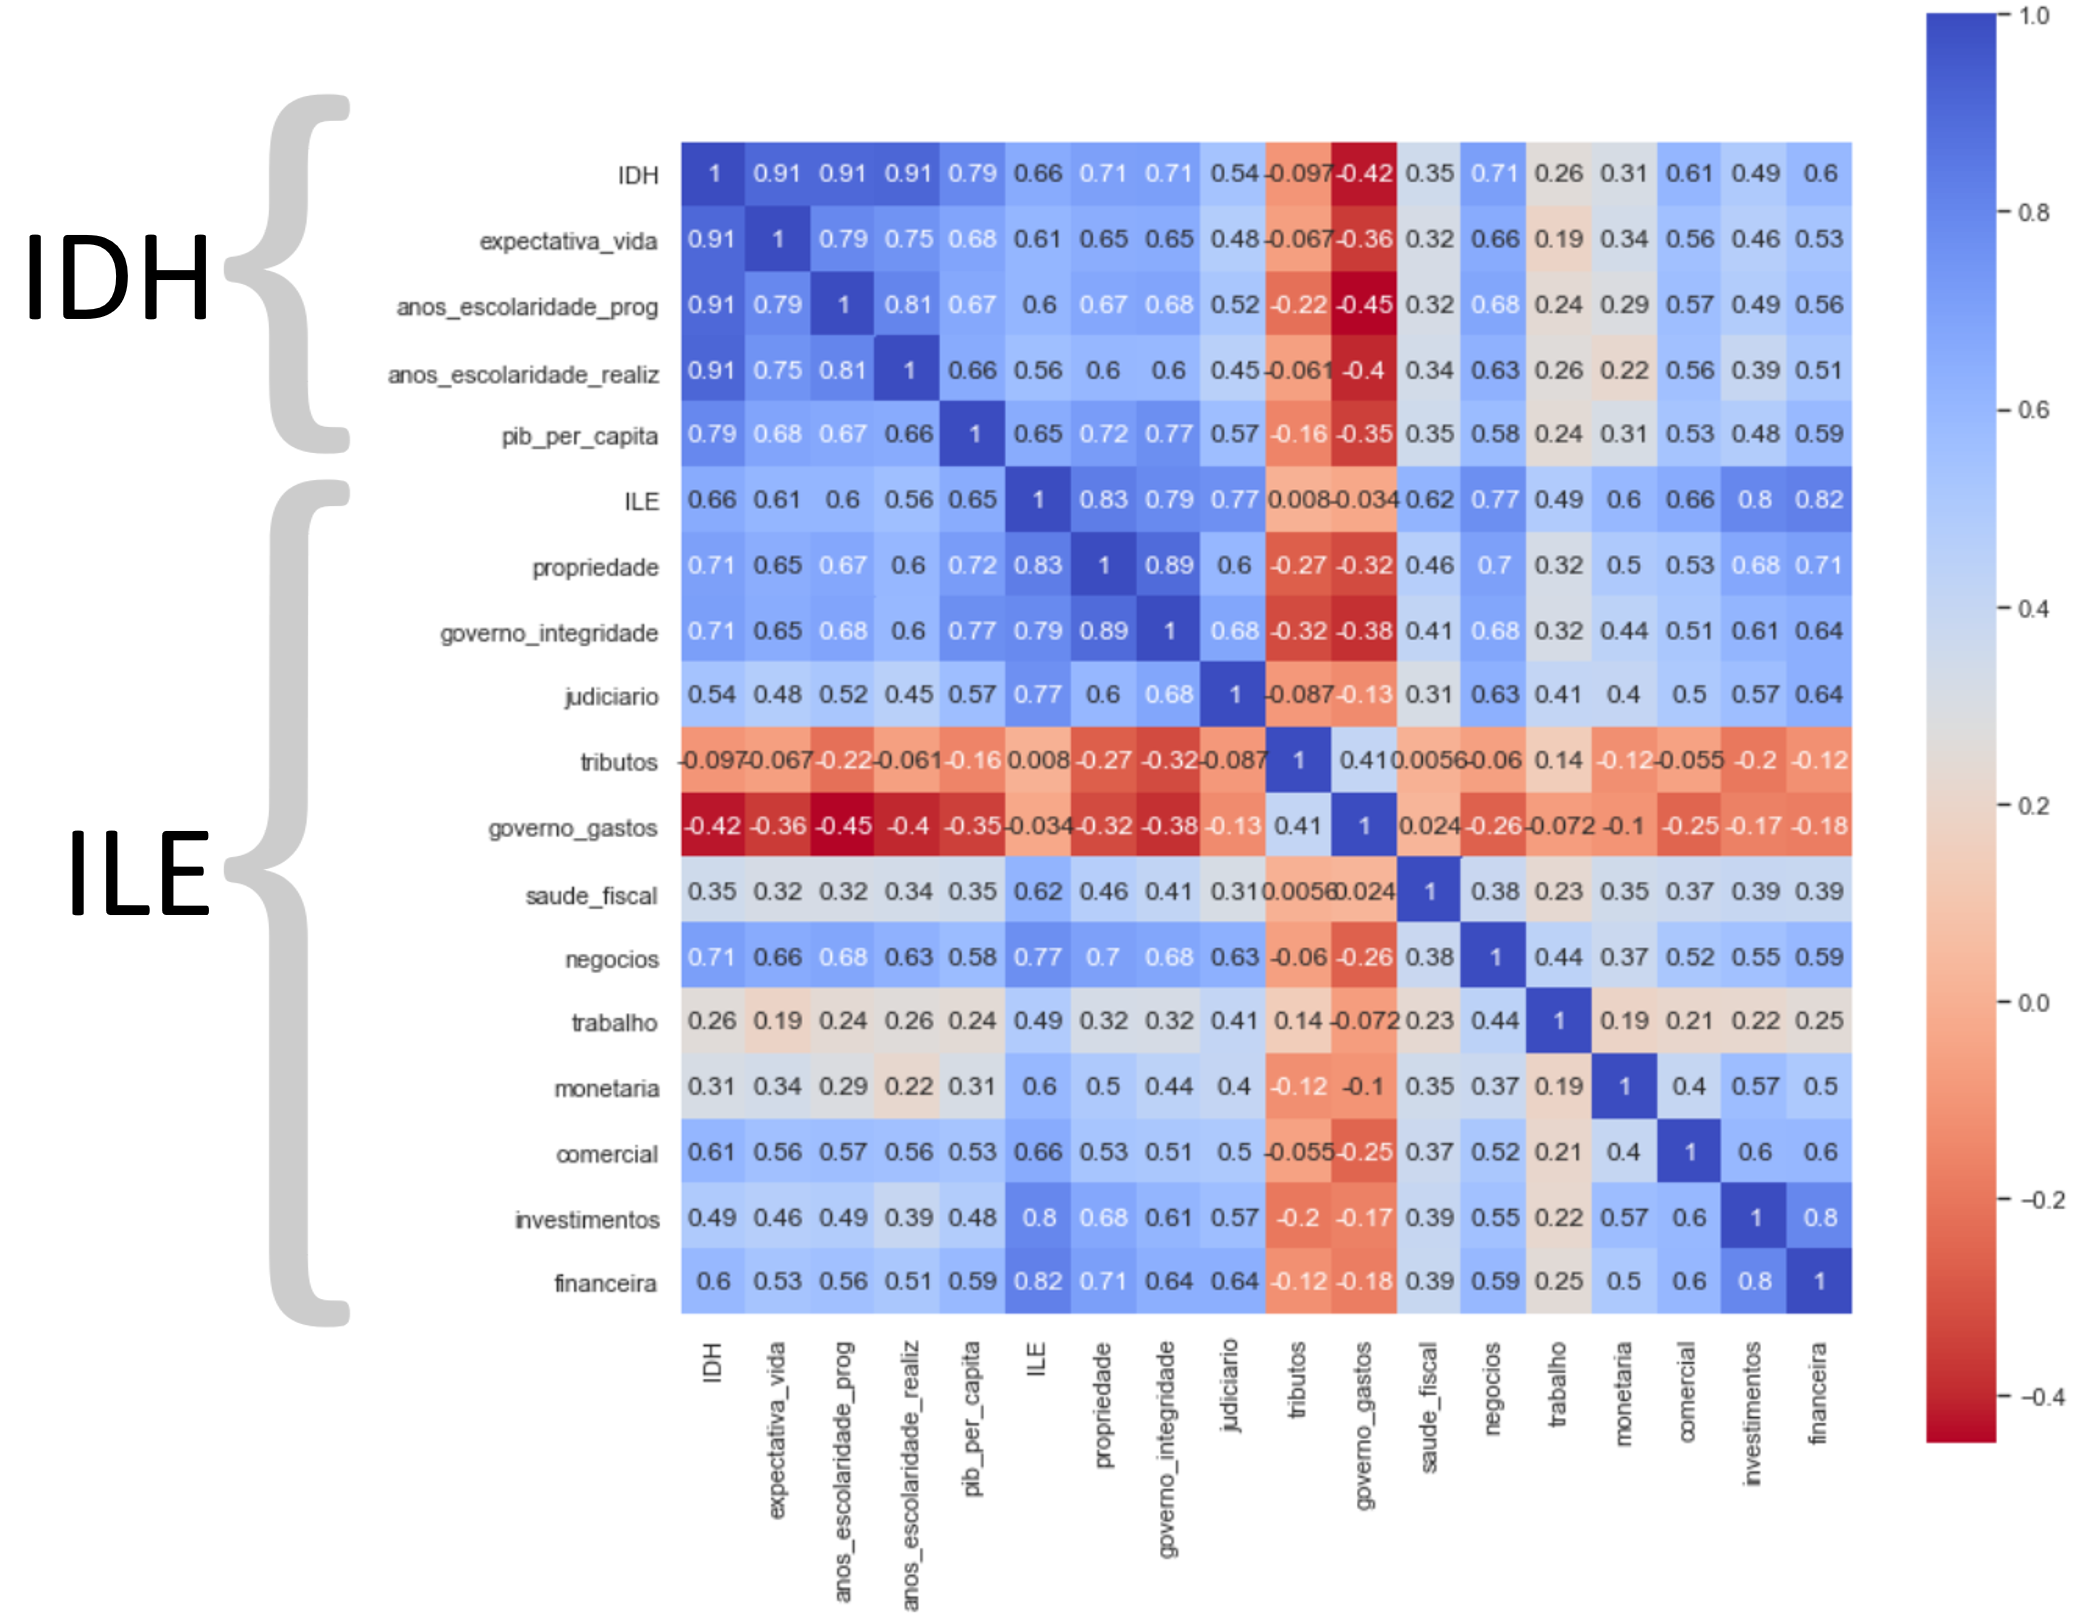 IDH
ILE
IDH 1 0.91 0.91 0.91 0.79 0.66 0.71 0.71 0.54 -0.097 -0.42 0.35 0.71 0.26 0.31 0.61 0.49 0.6
expectativa_vida 0.91 1 0.79 0.75 0.68 0.61 0.65 0.65 0.48 -0.067 -0.36 0.32 0.66 0.19 0.34 0.56 0.46 0.53
anos_escolaridade_prog 0.91 0.79 1 0.81 0.67 0.6 0.67 0.68 0.52 -0.22 -0.45 0.32 0.68 0.24 0.29 0.57 0.49 0.56
anos_escolaridade_realiz 0.91 0.75 0.81 1 0.66 0.56 0.6 0.6 0.45 -0.061 -0.4 0.34 0.63 0.26 0.22 0.56 0.39 0.51
pib_per_capita 0.79 0.68 0.67 0.66 1 0.65 0.72 0.77 0.57 -0.16 -0.35 0.35 0.58 0.24 0.31 0.53 0.48 0.59
ILE 0.66 0.61 0.6 0.56 0.65 1 0.83 0.79 0.77 0.008 -0.034 0.62 0.77 0.49 0.6 0.66 0.8 0.82
propriedade 0.71 0.65 0.67 0.6 0.72 0.83 1 0.89 0.6 -0.27 -0.32 0.46 0.7 0.32 0.5 0.53 0.68 0.71
governo_integridade 0.71 0.65 0.68 0.6 0.77 0.79 0.89 1 0.68 -0.32 -0.38 0.41 0.68 0.32 0.44 0.51 0.61 0.64
judiciario 0.54 0.48 0.52 0.45 0.57 0.77 0.6 0.68 1 -0.087 -0.13 0.31 0.63 0.41 0.4 0.5 0.57 0.64
tributos -0.097 -0.067 -0.22 -0.061 -0.16 0.008 -0.27 -0.32 -0.087 1 0.41 0.0056 -0.06 0.14 -0.12 -0.055 -0.2 -0.12
governo_gastos -0.42 -0.36 -0.45 -0.4 -0.35 -0.034 -0.32 -0.38 -0.13 0.41 1 0.024 -0.26 -0.072 -0.1 -0.25 -0.17 -0.18
saude_fiscal 0.35 0.32 0.32 0.34 0.35 0.62 0.46 0.41 0.31 0.0056 0.024 1 0.38 0.23 0.35 0.37 0.39 0.39
negocios 0.71 0.66 0.68 0.63 0.58 0.77 0.7 0.68 0.63 -0.06 -0.26 0.38 1 0.44 0.37 0.52 0.55 0.59
trabalho 0.26 0.19 0.24 0.26 0.24 0.49 0.32 0.32 0.41 0.14 -0.072 0.23 0.44 1 0.19 0.21 0.22 0.25
monetaria 0.31 0.34 0.29 0.22 0.31 0.6 0.5 0.44 0.4 -0.12 -0.1 0.35 0.37 0.19 1 0.4 0.57 0.5
comercial 0.61 0.56 0.57 0.56 0.53 0.66 0.53 0.51 0.5 -0.055 -0.25 0.37 0.52 0.21 0.4 1 0.6 0.6
investimentos 0.49 0.46 0.49 0.39 0.48 0.8 0.68 0.61 0.57 -0.2 -0.17 0.39 0.55 0.22 0.57 0.6 1 0.8
financeira 0.6 0.53 0.56 0.51 0.59 0.82 0.71 0.64 0.64 -0.12 -0.18 0.39 0.59 0.25 0.5 0.6 0.8 1
IDH
expectativa_vida
anos_escolaridade_prog
anos_escolaridade_realiz
pib_per_capita
ILE
propriedade
governo_integridade
judiciario
tributos
governo_gastos
saude_fiscal
negocios
trabalho
monetaria
comercial
investimentos
financeira
1.0
0.8
0.6
0.4
0.2
0.0
−0.2
−0.4